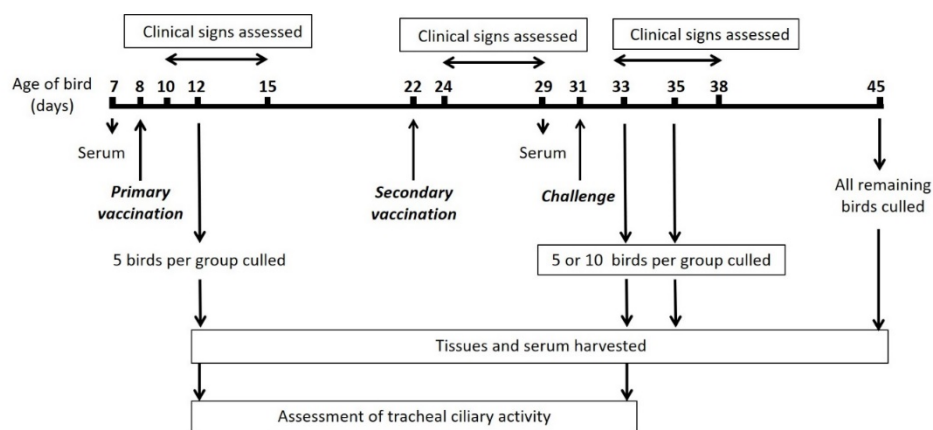 Clinical signs assessed
Clinical signs assessed
Clinical signs assessed
Age of bird
(days)
7 8 10 12 15 22 24 29 31 33 35 38 45
Serum
Serum
Primary
vaccination
Secondary
vaccination
Challenge
All remaining
birds culled
5 birds per group culled
5 or 10 birds per group culled
Tissues and serum harvested
Assessment of tracheal ciliary activity